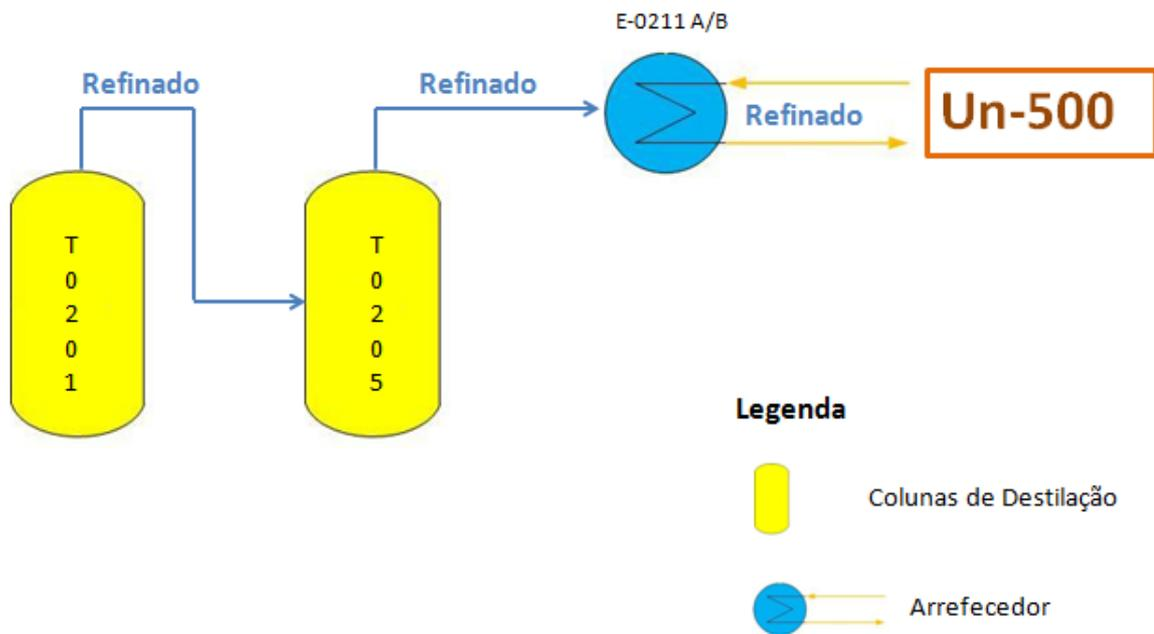 E-0211 A/B
Refinado
Refinado
Refinado
Un-500
T
0
2
0
1
T
0
2
0
5
Legenda
Colunas de Destilação
Arrefecedor